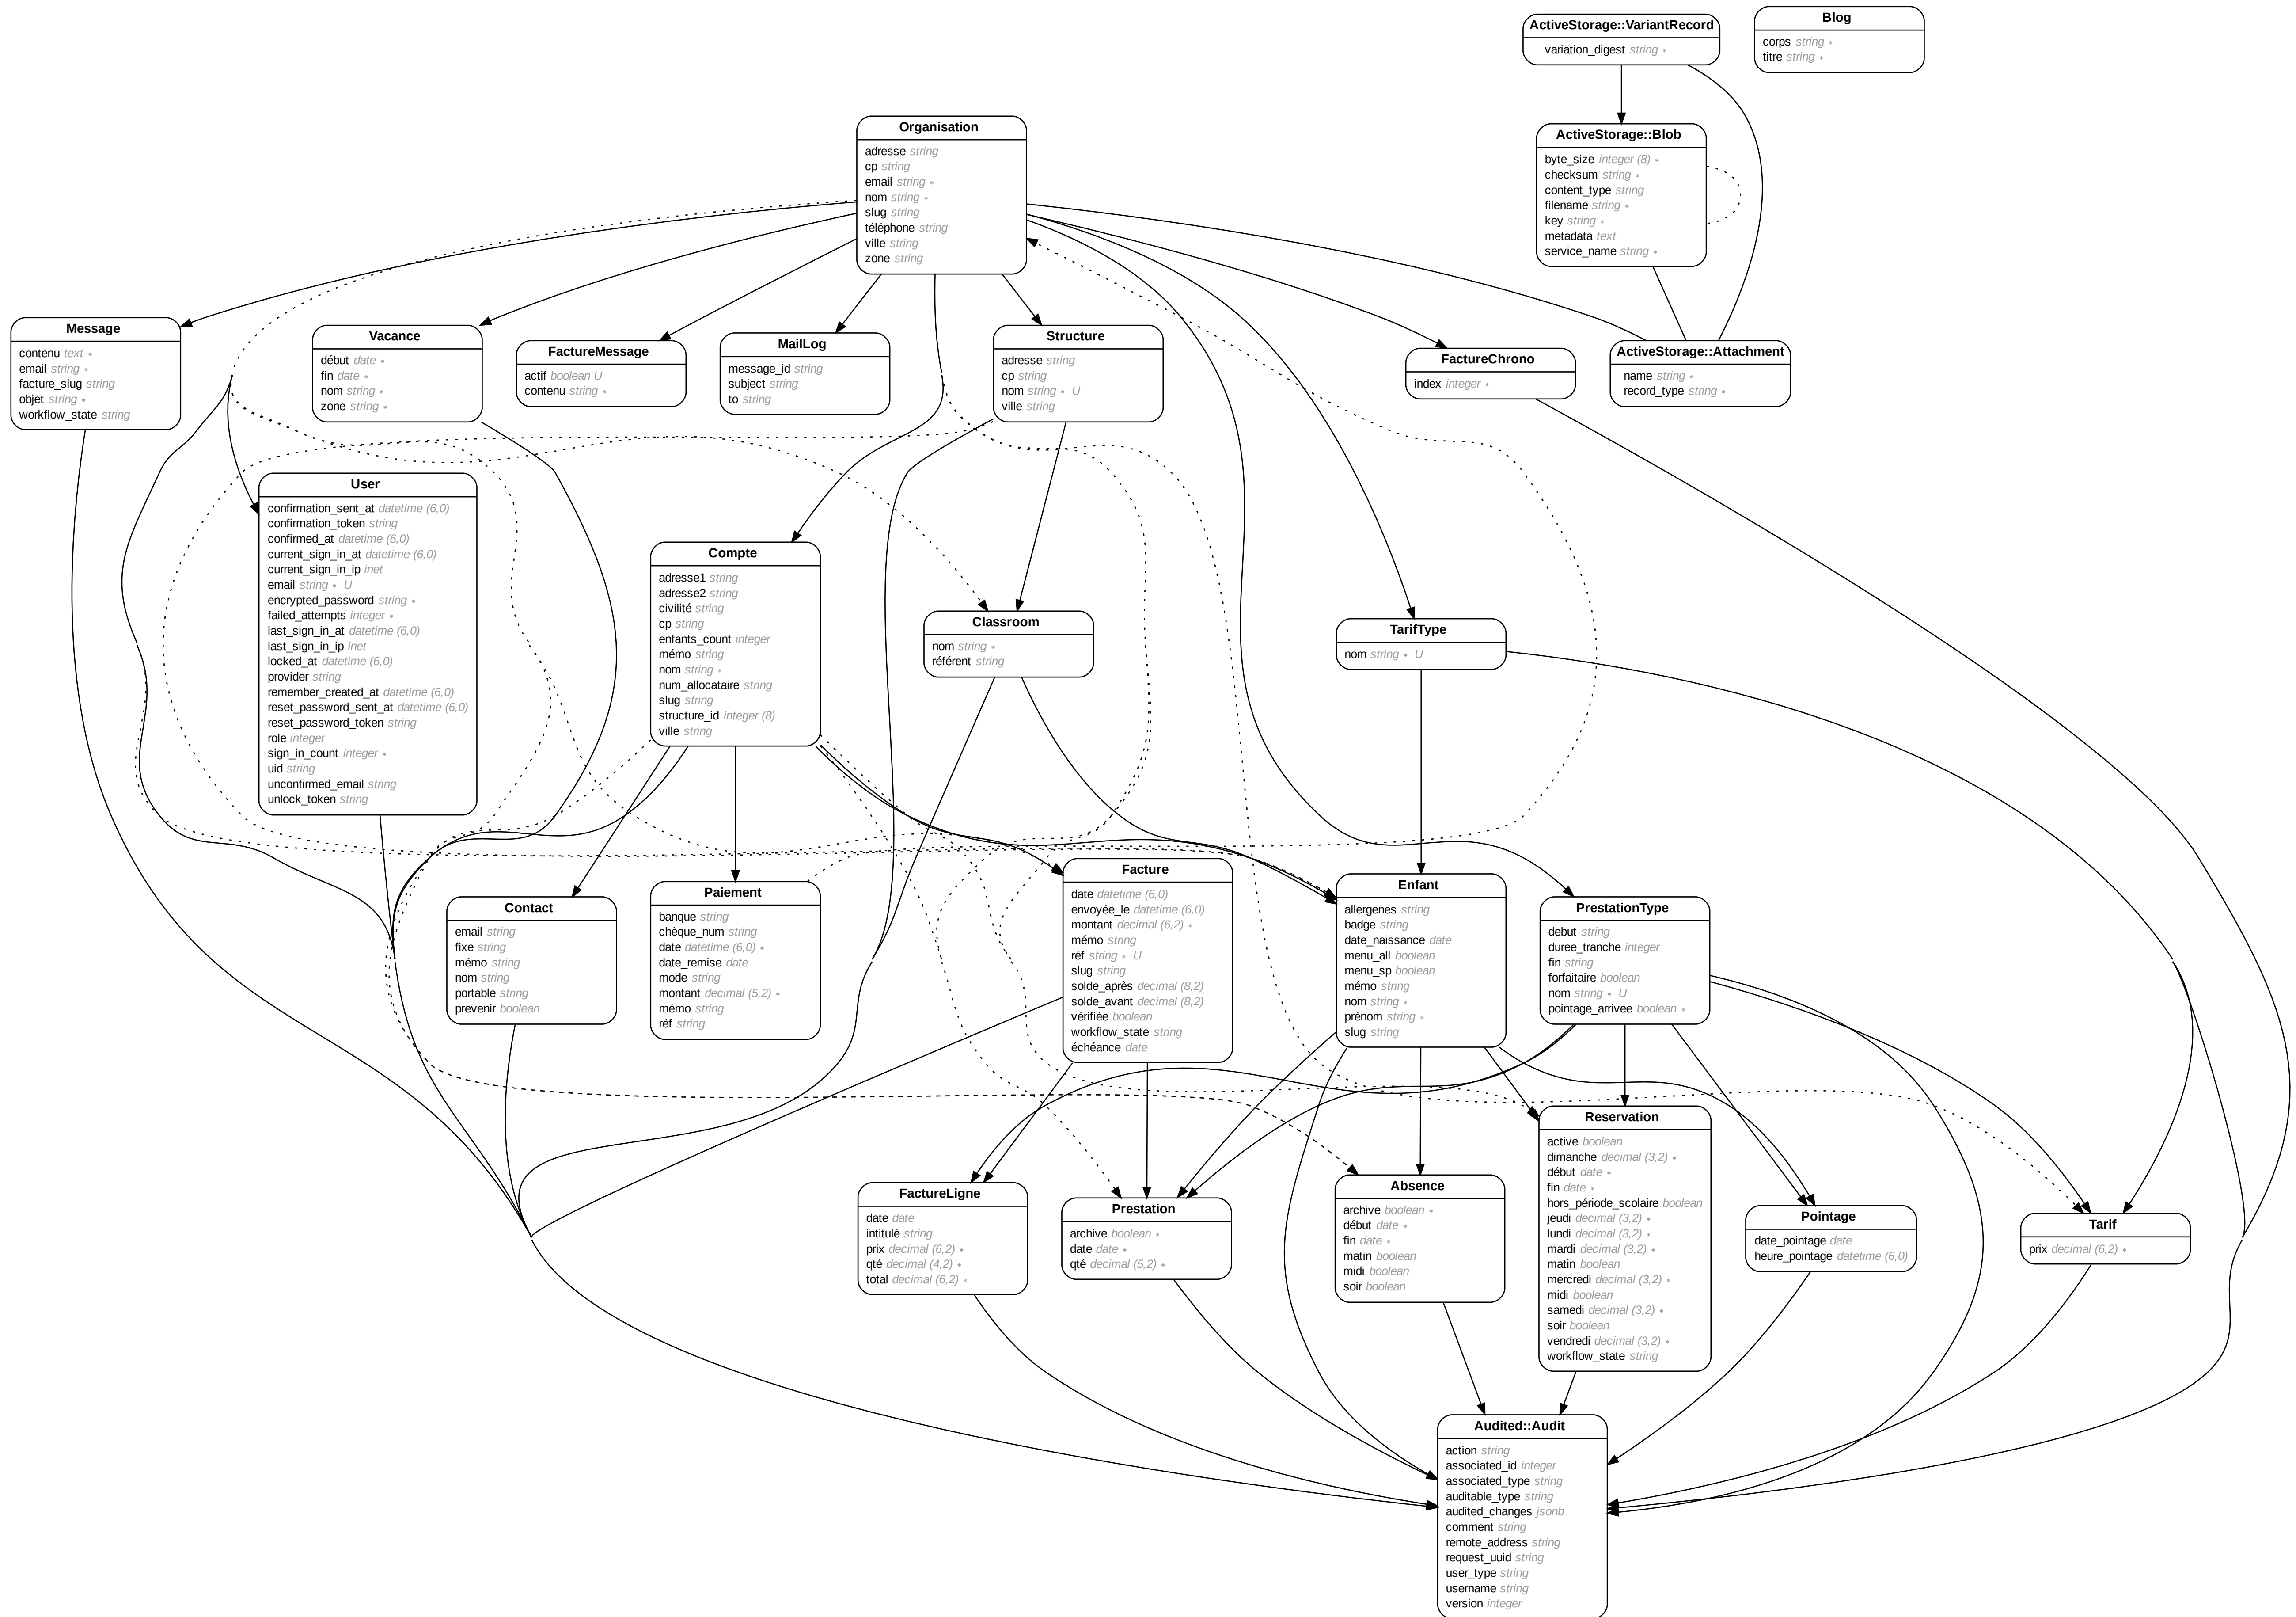 ActiveStorage::VariantRecord
variation_digest string *
Blog
corps string *
titre string *
Organisation
adresse string
cp string
email string *
nom string *
slug string
téléphone string
ville string
zone string
ActiveStorage::Blob
byte_size integer (8) *
checksum string *
content_type string
filename string *
key string *
metadata text
service_name string *
Message
contenu text *
email string *
facture_slug string
objet string *
workflow_state string
Vacance
début date *
fin date *
nom string *
zone string *
FactureMessage
actif boolean U
contenu string *
MailLog
message_id string
subject string
to string
Structure
adresse string
cp string
nom string * U
ville string
FactureChrono
index integer *
ActiveStorage::Attachment
name string *
record_type string *
User
confirmation_sent_at datetime (6,0)
confirmation_token string
confirmed_at datetime (6,0)
current_sign_in_at datetime (6,0)
current_sign_in_ip inet
email string * U
encrypted_password string *
failed_attempts integer *
last_sign_in_at datetime (6,0)
last_sign_in_ip inet
locked_at datetime (6,0)
provider string
remember_created_at datetime (6,0)
reset_password_sent_at datetime (6,0)
reset_password_token string
role integer
sign_in_count integer *
uid string
unconfirmed_email string
unlock_token string
Compte
adresse1 string
adresse2 string
civilité string
cp string
enfants_count integer
mémo string
nom string *
num_allocataire string
slug string
structure_id integer (8)
ville string
Classroom
nom string *
référent string
TarifType
nom string * U
Contact
email string
fixe string
mémo string
nom string
portable string
prevenir boolean
Paiement
banque string
chèque_num string
date datetime (6,0) *
date_remise date
mode string
montant decimal (5,2) *
mémo string
réf string
Facture
date datetime (6,0)
envoyée_le datetime (6,0)
montant decimal (6,2) *
mémo string
réf string * U
slug string
solde_après decimal (8,2)
solde_avant decimal (8,2)
vérifiée boolean
workflow_state string
échéance date
Enfant
allergenes string
badge string
date_naissance date
menu_all boolean
menu_sp boolean
mémo string
nom string *
prénom string *
slug string
PrestationType
debut string
duree_tranche integer
fin string
forfaitaire boolean
nom string * U
pointage_arrivee boolean *
FactureLigne
date date
intitulé string
prix decimal (6,2) *
qté decimal (4,2) *
total decimal (6,2) *
Prestation
archive boolean *
date date *
qté decimal (5,2) *
Absence
archive boolean *
début date *
fin date *
matin boolean
midi boolean
soir boolean
Reservation
active boolean
dimanche decimal (3,2) *
début date *
fin date *
hors_période_scolaire boolean
jeudi decimal (3,2) *
lundi decimal (3,2) *
mardi decimal (3,2) *
matin boolean
mercredi decimal (3,2) *
midi boolean
samedi decimal (3,2) *
soir boolean
vendredi decimal (3,2) *
workflow_state string
Pointage
date_pointage date
heure_pointage datetime (6,0)
Tarif
prix decimal (6,2) *
Audited::Audit
action string
associated_id integer
associated_type string
auditable_type string
audited_changes jsonb
comment string
remote_address string
request_uuid string
user_type string
username string
version integer